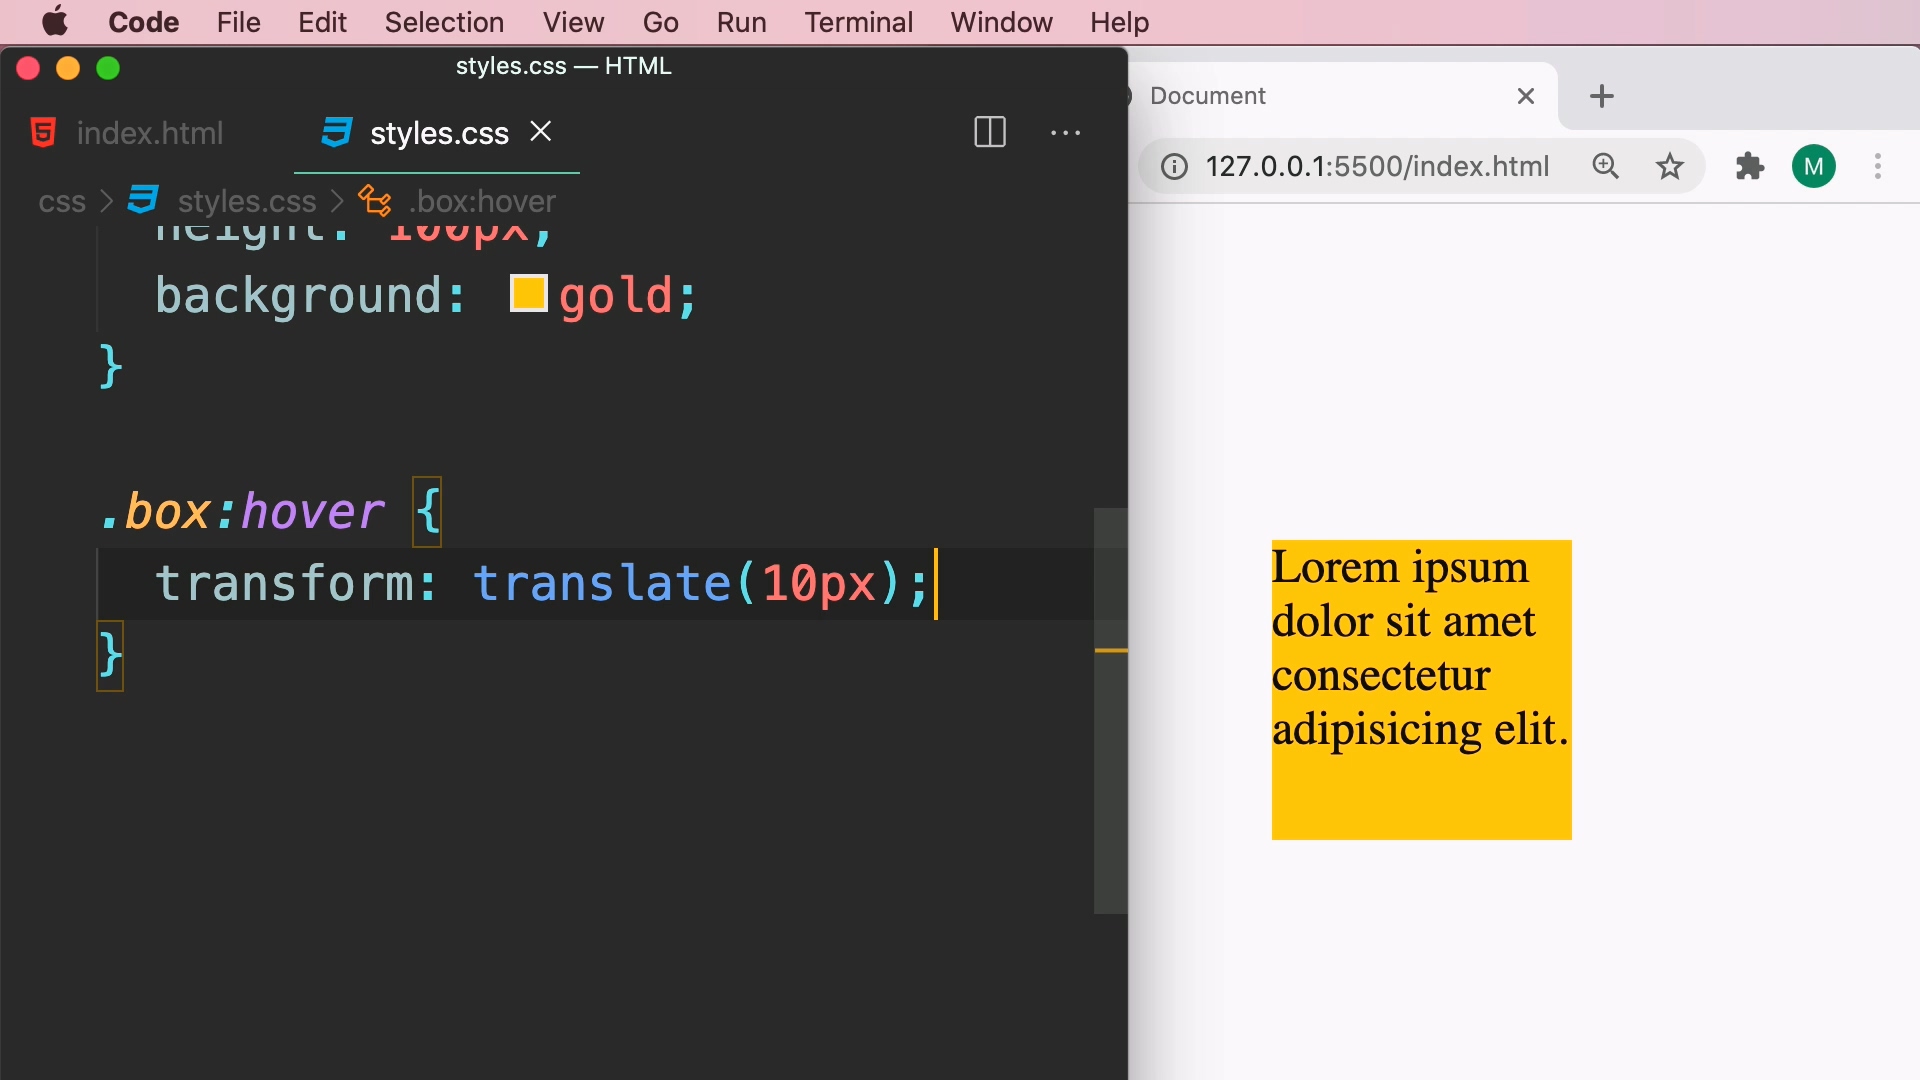 Code File Edit Selection View Go Run Terminal Window Help
styles.css — HTML
index.html styles.css
css > styles.css > .box:hover
height: 100px;
background: gold;
}
.box:hover {
transform: translate(10px);
}
Document
127.0.0.1:5500/index.html
M
Lorem ipsum
dolor sit amet
consectetur
adipisicing elit.